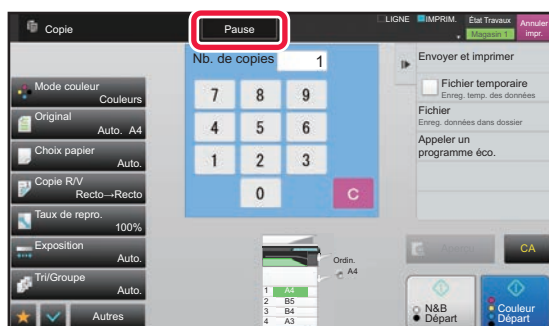 Copie
Pause
LIGNE
IMPRIM.
État Travaux
Magasin 1
Annuler
impr.
Nb. de copies
1
7 8 9
4 5 6
1 2 3
0
C
Mode couleur
Couleurs
Original
Auto. A4
Choix papier
Auto.
Copie R/V
Recto→Recto
Taux de repro.
100%
Exposition
Auto.
Tri/Groupe
Auto.
Autres
Ordin.
A4
1 A4
2 B5
3 B4
4 A3
Envoyer et imprimer
Fichier temporaire
Enreg. temp. des données
Fichier
Enreg. données dans dossier
Appeler un
programme éco.
CA
N&B
Départ
Couleur
Départ